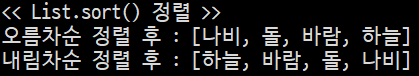 << List.sort() 정렬 >>
오름차순 정렬 후 : [나비, 돌, 바람, 하늘]
내림차순 정렬 후 : [하늘, 바람, 돌, 나비]